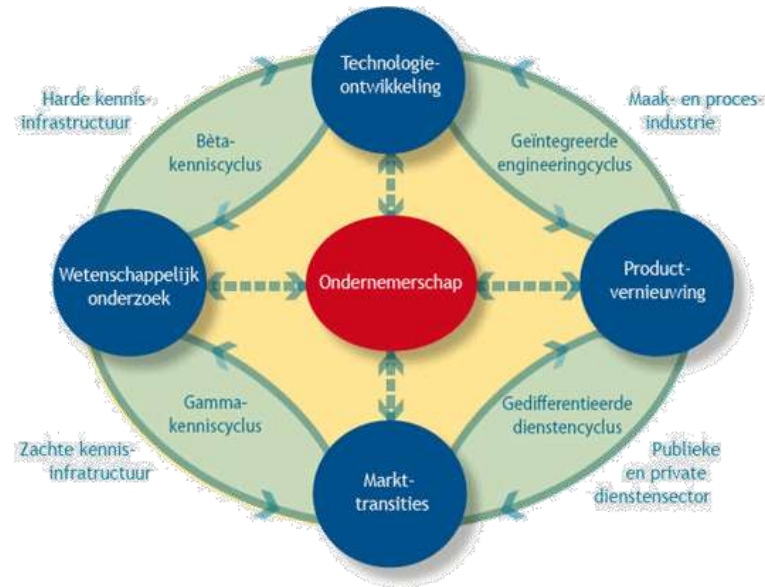 Technologie-
ontwikkeling
Harde kennis-
infrastructuur
Maak- en proces-
industrie
Bèta-
kenniscyclus
Geïntegreerde
engineeringcyclus
Wetenschappelijk
onderzoek
Ondernemerschap
Product-
vernieuwing
Gamma-
kenniscyclus
Gedifferentieerde
dienstencyclus
Zachte kennis-
infratructuur
Markt-
transities
Publieke
en private
dienstensector